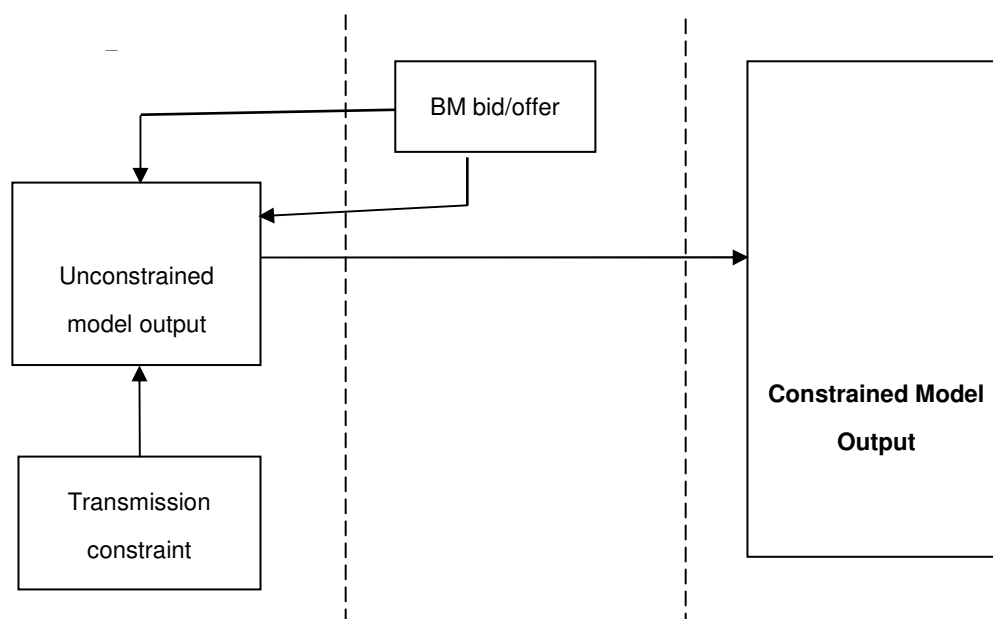 BM bid/offer
Unconstrained
model output
Transmission
constraint
Constrained Model
Output